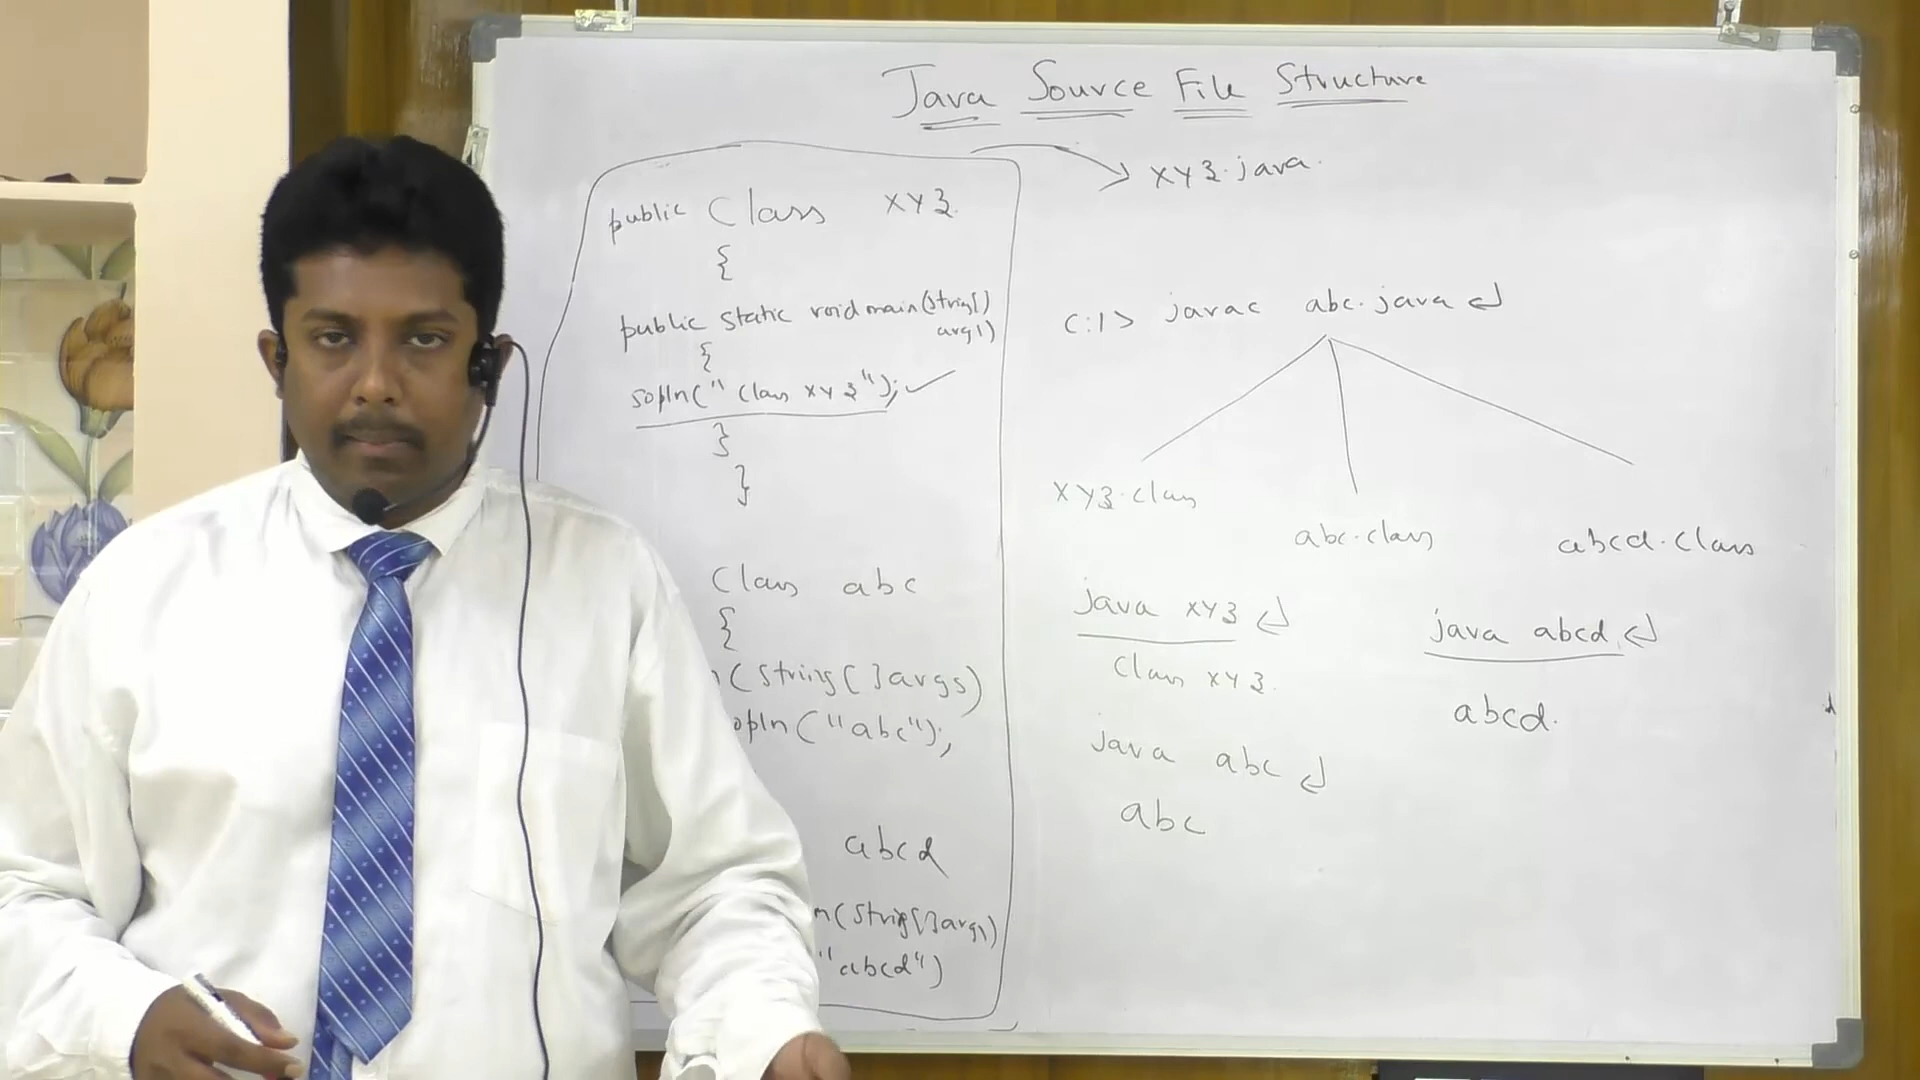 Java Source File Structure
xyz.java.
public Class xyz.
{
public static void main(String[]
args)
{
sopln("Class xyz");
}
}
Class abc
{
(String[]args)
opln("abc");
abcd
n(String[]args)
"abcd")
C:\> javac abc.java
xyz.class
abc.class
abcd.class
java xyz
Class xyz.
java abc
abc
java abcd
abcd.